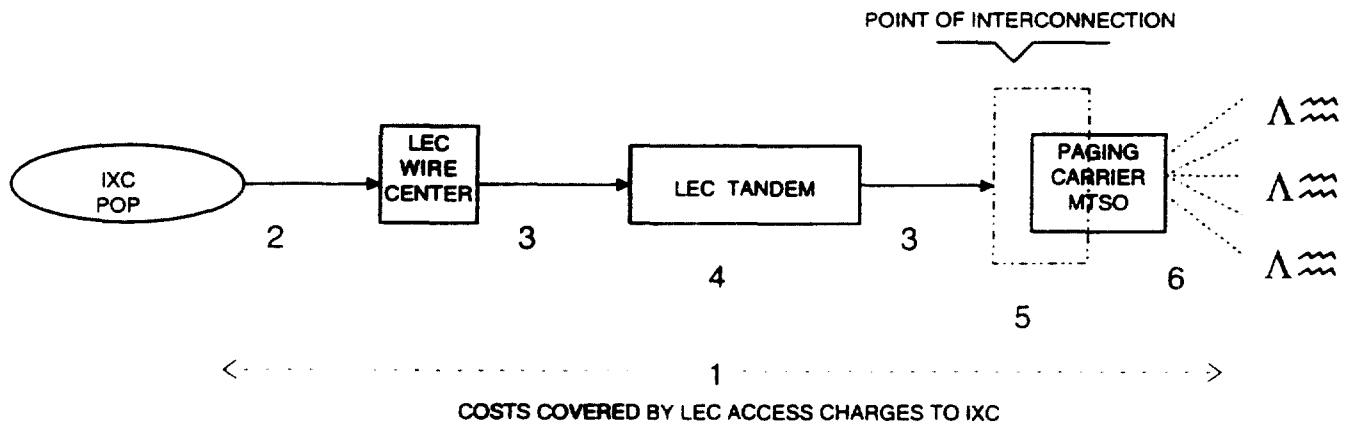 POINT OF INTERCONNECTION
IXC
POP
LEC
WIRE
CENTER
LEC TANDEM
PAGING
CARRIER
MTSO
2
3
4
3
5
6
1
COSTS COVERED BY LEC ACCESS CHARGES TO IXC